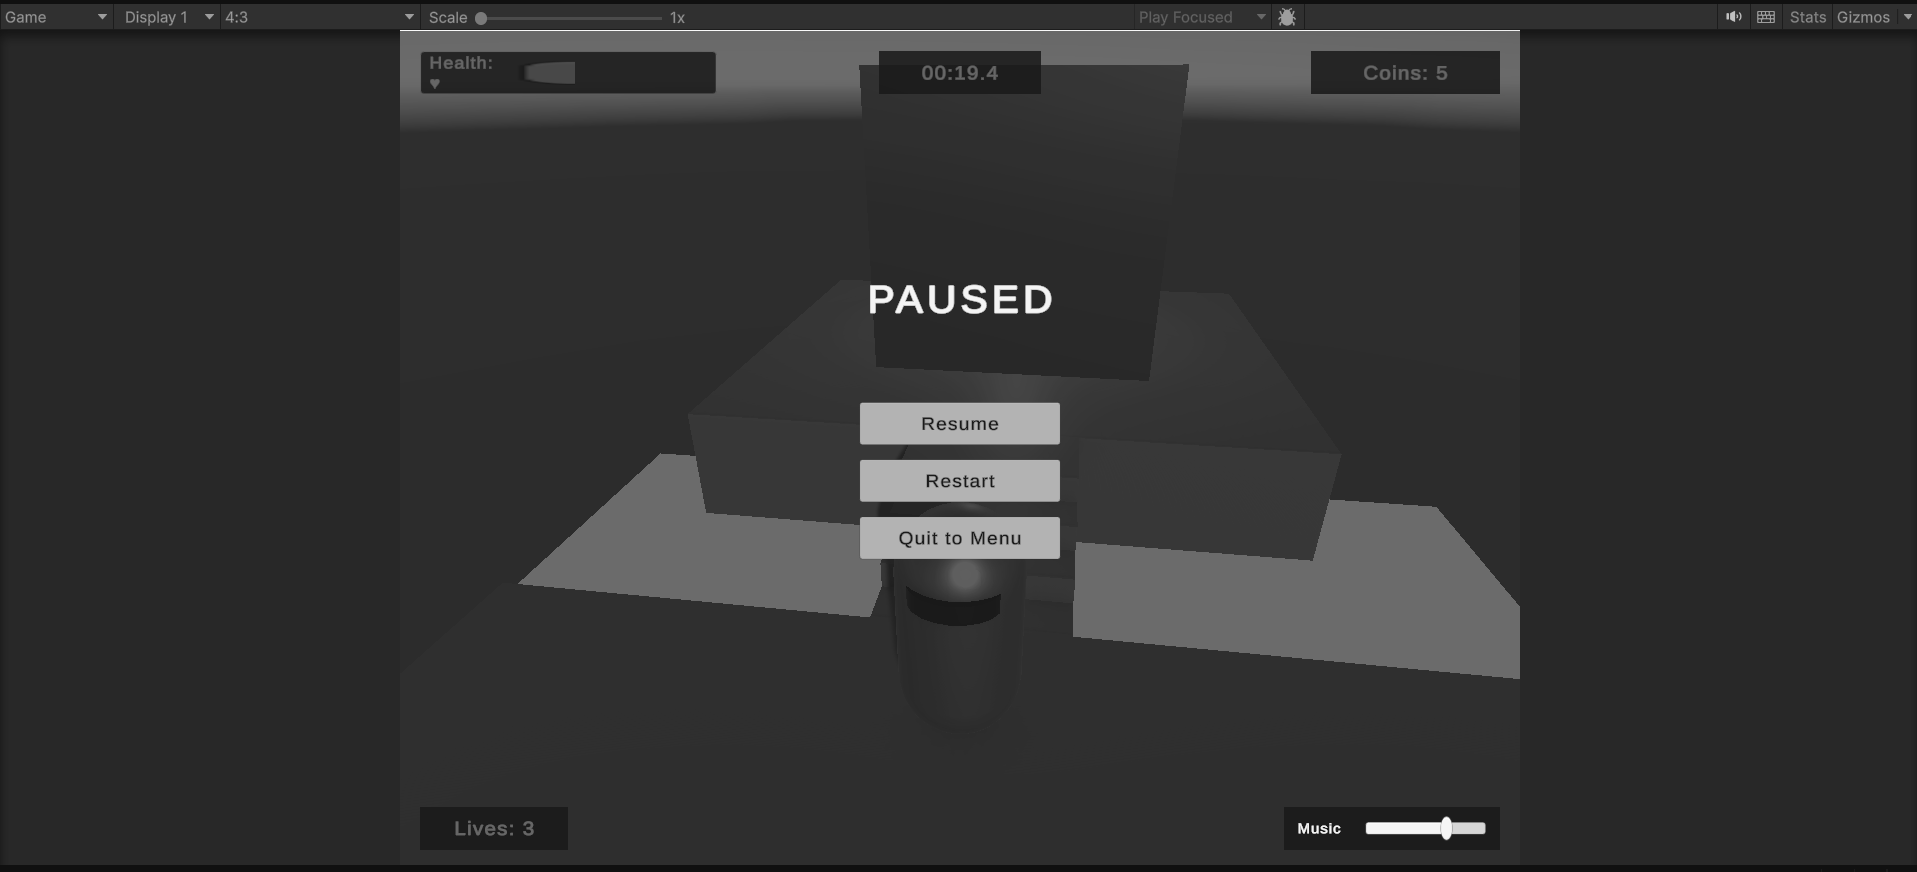 Game Display 1 4:3 Scale 1x Play Focused Stats Gizmos
Health: 00:19.4 Coins: 5
♥
PAUSED
Resume
Restart
Quit to Menu
Lives: 3 Music